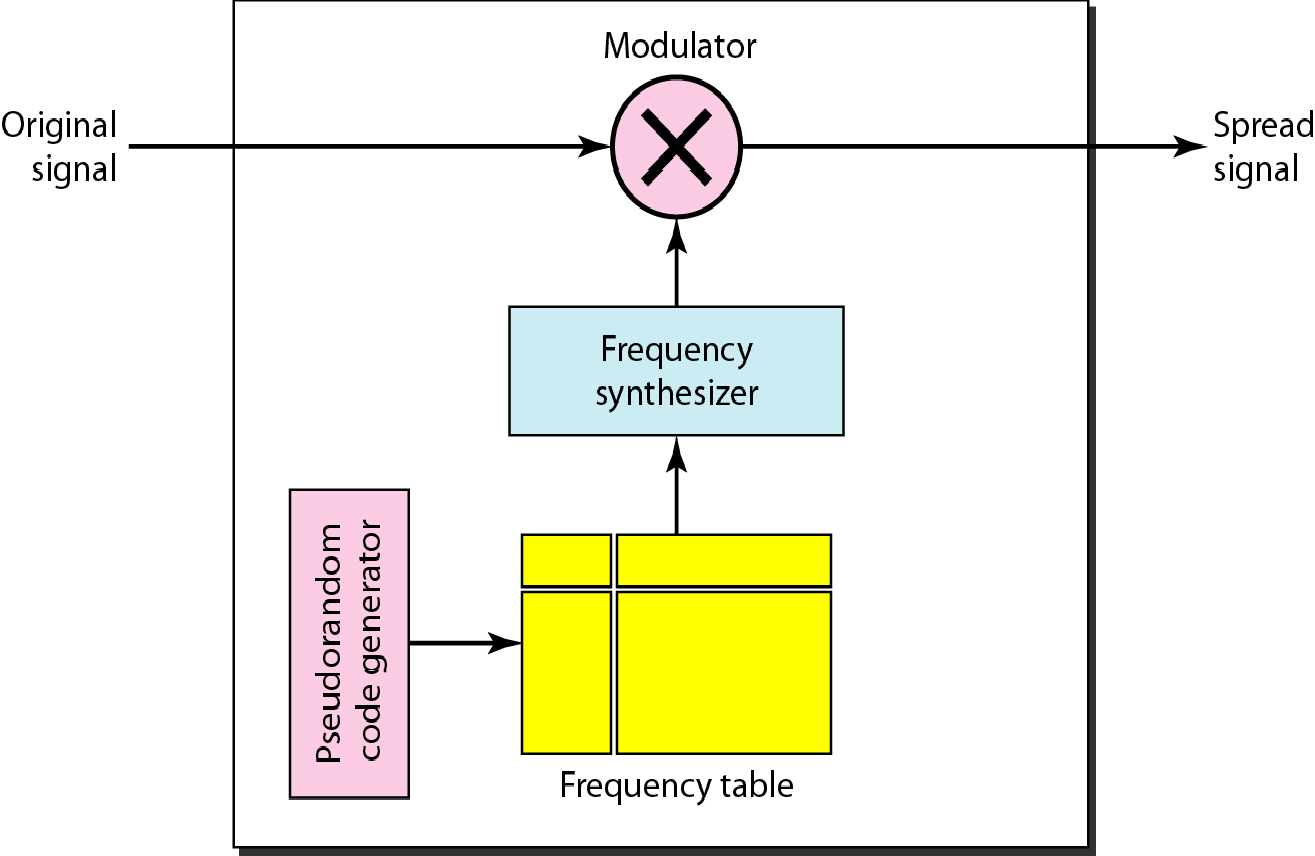 Modulator
Original
signal
Spread
signal
Frequency
synthesizer
Pseudorandom
code generator
Frequency table